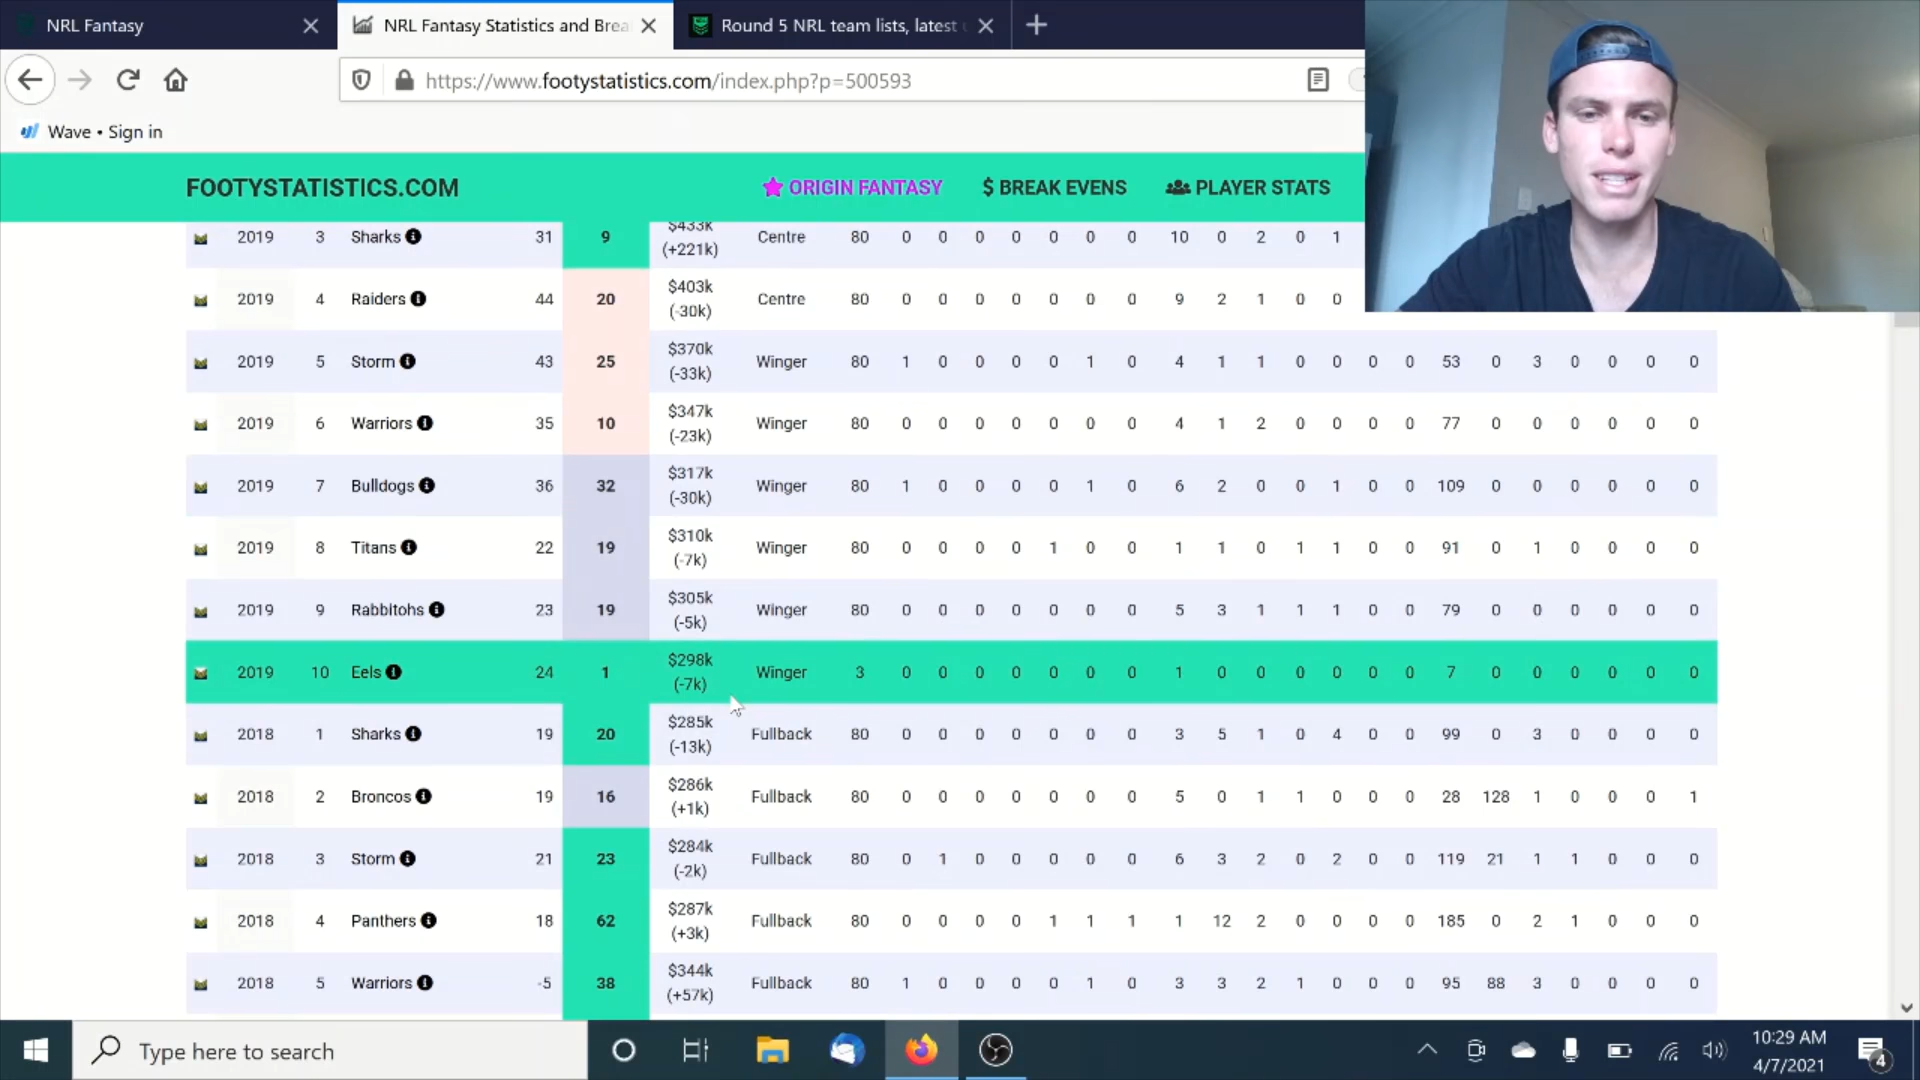 NRL Fantasy
NRL Fantasy Statistics and Brea
Round 5 NRL team lists, latest
https://www.footystatistics.com/index.php?p=500593
Wave • Sign in
FOOTYSTATISTICS.COM
ORIGIN FANTASY
$ BREAK EVENS
PLAYER STATS
2019 3 Sharks 31 9 $433k (+221k) Centre 80 0 0 0 0 0 0 0 10 0 2 0 1
2019 4 Raiders 44 20 $403k (-30k) Centre 80 0 0 0 0 0 0 0 9 2 1 0 0
2019 5 Storm 43 25 $370k (-33k) Winger 80 1 0 0 0 0 1 0 4 1 1 0 0 0 0 53 0 3 0 0 0 0
2019 6 Warriors 35 10 $347k (-23k) Winger 80 0 0 0 0 0 0 0 4 1 2 0 0 0 0 77 0 0 0 0 0 0
2019 7 Bulldogs 36 32 $317k (-30k) Winger 80 1 0 0 0 0 1 0 6 2 0 0 1 0 0 109 0 0 0 0 0 0
2019 8 Titans 22 19 $310k (-7k) Winger 80 0 0 0 0 1 0 0 1 1 0 1 1 0 0 91 0 1 0 0 0 0
2019 9 Rabbitohs 23 19 $305k (-5k) Winger 80 0 0 0 0 0 0 0 5 3 1 1 1 0 0 79 0 0 0 0 0 0
2019 10 Eels 24 1 $298k (-7k) Winger 3 0 0 0 0 0 0 0 1 0 0 0 0 0 0 7 0 0 0 0 0 0
2018 1 Sharks 19 20 $285k (-13k) Fullback 80 0 0 0 0 0 0 0 3 5 1 0 4 0 0 99 0 3 0 0 0 0
2018 2 Broncos 19 16 $286k (+1k) Fullback 80 0 0 0 0 0 0 0 5 0 1 1 0 0 0 28 128 1 0 0 0 1
2018 3 Storm 21 23 $284k (-2k) Fullback 80 0 1 0 0 0 0 0 6 3 2 0 2 0 0 119 21 1 1 0 0 0
2018 4 Panthers 18 62 $287k (+3k) Fullback 80 0 0 0 0 1 1 1 1 12 2 0 0 0 0 185 0 2 1 0 0 0
2018 5 Warriors -5 38 $344k (+57k) Fullback 80 1 0 0 0 0 1 0 3 3 2 1 0 0 0 95 88 3 0 0 0 0
Type here to search
10:29 AM
4/7/2021
4